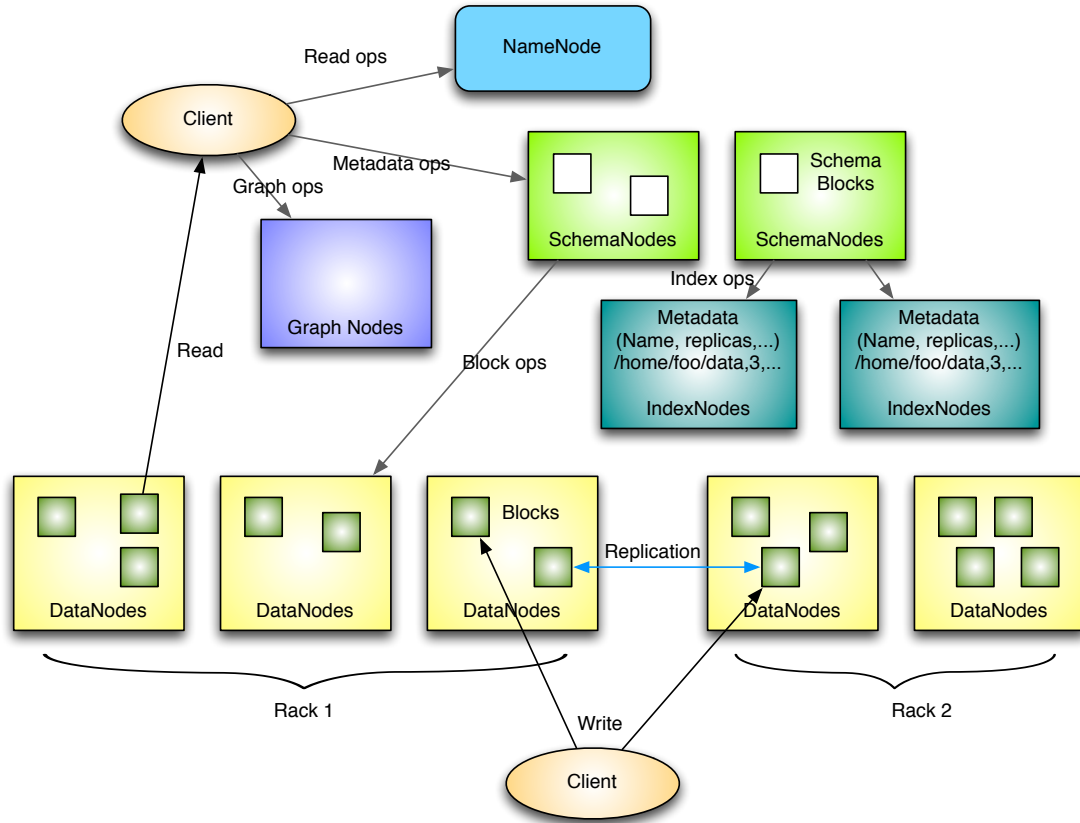 NameNode
Read ops
Client
Metadata ops
Graph ops
Schema
Blocks
SchemaNodes
SchemaNodes
Index ops
Graph Nodes
Metadata
(Name, replicas,...)
/home/foo/data,3,...
IndexNodes
Metadata
(Name, replicas,...)
/home/foo/data,3,...
IndexNodes
Read
Block ops
Blocks
Replication
DataNodes
DataNodes
DataNodes
DataNodes
DataNodes
Rack 1
Rack 2
Write
Client